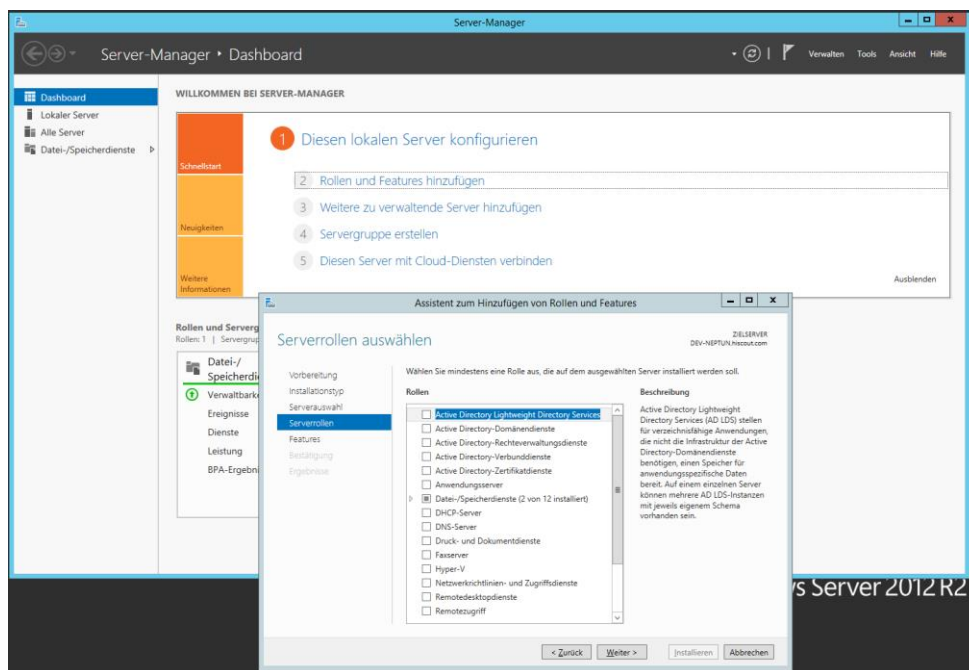 Server-Manager
Server-Manager • Dashboard
Verwalten Tools Ansicht Hilfe
Dashboard
Lokaler Server
Alle Server
Datei-/Speicherdienste
WILLKOMMEN BEI SERVER-MANAGER
Schnellstart
Neuigkeiten
Weitere
Informationen
1 Diesen lokalen Server konfigurieren
2 Rollen und Features hinzufügen
3 Weitere zu verwaltende Server hinzufügen
4 Servergruppe erstellen
5 Diesen Server mit Cloud-Diensten verbinden
Ausblenden
Rollen und Serverg
Rollen: 1 | Servergrup
Datei-/
Speicherdi
Verwaltbark
Ereignisse
Dienste
Leistung
BPA-Ergebni
Assistent zum Hinzufügen von Rollen und Features
Serverrollen auswählen
ZIELSERVER
DEV-NEPTUN.hiscout.com
Vorbereitung
Installationstyp
Serverauswahl
Serverrollen
Features
Bestätigung
Ergebnisse
Wählen Sie mindestens eine Rolle aus, die auf dem ausgewählten Server installiert werden soll.
Rollen
Active Directory Lightweight Directory Services
Active Directory-Domänendienste
Active Directory-Rechteverwaltungsdienste
Active Directory-Verbunddienste
Active Directory-Zertifikatdienste
Anwendungsserver
Datei-/Speicherdienste (2 von 12 installiert)
DHCP-Server
DNS-Server
Druck- und Dokumentdienste
Faxserver
Hyper-V
Netzwerkrichtlinien- und Zugriffsdienste
Remotedesktopdienste
Remotezugriff
Beschreibung
Active Directory Lightweight
Directory Services (AD LDS) stellen
für verzeichnisfähige Anwendungen,
die nicht die Infrastruktur der Active
Directory-Domänendienste
benötigen, einen Speicher für
anwendungsspezifische Daten
bereit. Auf einem einzelnen Server
können mehrere AD LDS-Instanzen
mit jeweils eigenem Schema
vorhanden sein.
< Zurück Weiter > Installieren Abbrechen
s Server 2012 R2